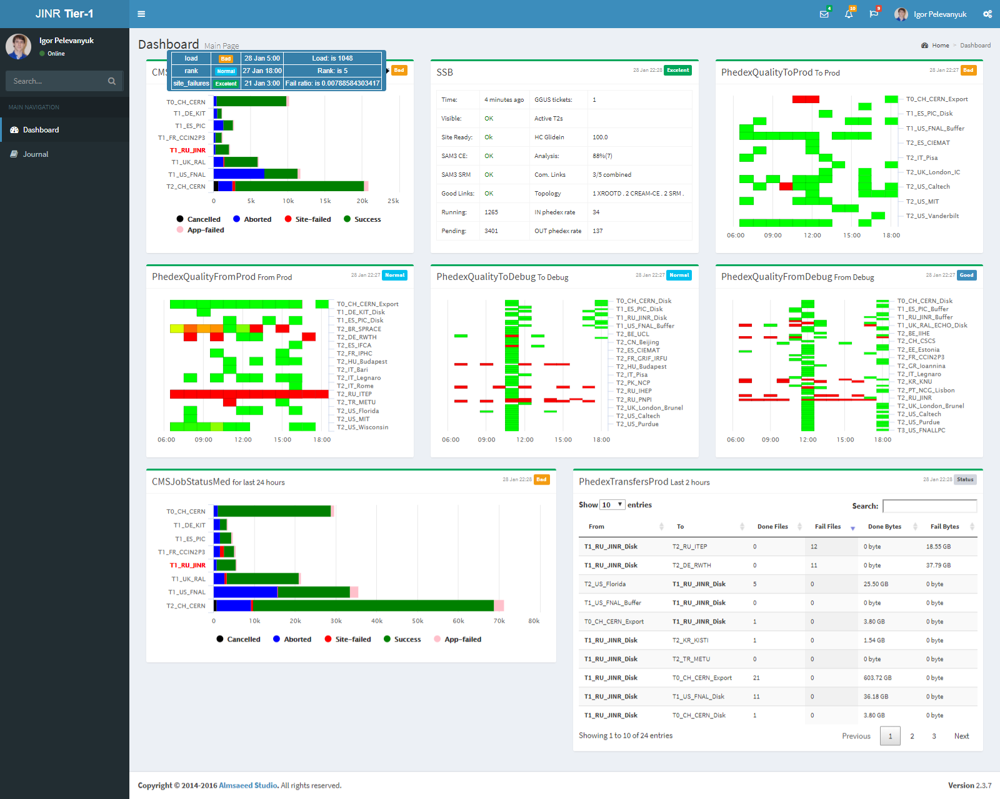 JINR Tier-1
4
10
9
Igor Pelevanyuk
Igor Pelevanyuk
Online
Search...
MAIN NAVIGATION
Dashboard
Journal
Dashboard Main Page
Home > Dashboard
load Bad 28 Jan 5:00 Load: is 1048
rank Normal 27 Jan 18:00 Rank: is 5
site_failures Excelent 21 Jan 3:00 Fail ratio: is 0.00788584303417
Bad
T0_CH_CERN
T1_DE_KIT
T1_ES_PIC
T1_FR_CCIN2P3
T1_RU_JINR
T1_UK_RAL
T1_US_FNAL
T2_CH_CERN
0 5k 10k 15k 20k 25k
Cancelled Aborted Site-failed Success
App-failed
SSB 28 Jan 22:28 Excelent
Time: 4 minutes ago GGUS tickets: 1
Visible: OK Active T2s
Site Ready: Ok HC Glidein 100.0
SAM3 CE: OK Analysis: 88%(7)
SAM3 SRM OK Com. Links 3/5 combined
Good Links: OK Topology 1 XROOTD . 2 CREAM-CE . 2 SRM .
Running: 1265 IN phedex rate 34
Pending: 3401 OUT phedex rate 137
PhedexQualityToProd To Prod 28 Jan 22:27 Bad
T0_CH_CERN_Export
T1_ES_PIC_Disk
T1_US_FNAL_Buffer
T2_ES_CIEMAT
T2_IT_Pisa
T2_UK_London_IC
T2_US_Caltech
T2_US_MIT
T2_US_Vanderbilt
06:00 09:00 12:00 15:00 18:00
PhedexQualityFromProd From Prod 28 Jan 22:27 Normal
T0_CH_CERN_Export
T1_DE_KIT_Disk
T1_ES_PIC_Disk
T2_BR_SPRACE
T2_DE_RWTH
T2_ES_IFCA
T2_FR_IPHC
T2_HU_Budapest
T2_IT_Bari
T2_IT_Legnaro
T2_IT_Rome
T2_RU_ITEP
T2_TR_METU
T2_US_Florida
T2_US_MIT
T2_US_Wisconsin
06:00 09:00 12:00 15:00 18:00
PhedexQualityToDebug To Debug 28 Jan 22:27 Normal
T0_CH_CERN_Disk
T1_ES_PIC_Disk
T1_RU_JINR_Disk
T1_US_FNAL_Buffer
T2_BE_UCL
T2_CN_Beijing
T2_ES_CIEMAT
T2_FR_GRIF_IRFU
T2_HU_Budapest
T2_IT_Pisa
T2_PK_NCP
T2_RU_IHEP
T2_RU_PNPI
T2_UK_London_Brunel
T2_US_Caltech
T2_US_Purdue
06:00 09:00 12:00 15:00 18:00
PhedexQualityFromDebug From Debug 28 Jan 22:27 Good
T0_CH_CERN_Disk
T1_ES_PIC_Buffer
T1_RU_JINR_Buffer
T1_UK_RAL_ECHO_Disk
T2_BE_IIHE
T2_CH_CSCS
T2_EE_Estonia
T2_FR_CCIN2P3
T2_GR_Ioannina
T2_IT_Legnaro
T2_KR_KNU
T2_PT_NCG_Lisbon
T2_RU_JINR
T2_UK_London_Brunel
T2_US_Caltech
T2_US_Purdue
T3_US_FNALLPC
06:00 09:00 12:00 15:00 18:00
CMSJobStatusMed for last 24 hours 28 Jan 22:28 Bad
T0_CH_CERN
T1_DE_KIT
T1_ES_PIC
T1_FR_CCIN2P3
T1_RU_JINR
T1_UK_RAL
T1_US_FNAL
T2_CH_CERN
0 10k 20k 30k 40k 50k 60k 70k 80k
Cancelled Aborted Site-failed Success App-failed
PhedexTransfersProd Last 2 hours 28 Jan 22:28 Status
Show 10 entries Search:
From To Done Files Fail Files Done Bytes Fail Bytes
T1_RU_JINR_Disk T2_RU_ITEP 0 12 0 byte 18.55 GB
T1_RU_JINR_Disk T2_DE_RWTH 0 11 0 byte 37.79 GB
T2_US_Florida T1_RU_JINR_Disk 5 0 25.50 GB 0 byte
T1_US_FNAL_Buffer T1_RU_JINR_Disk 0 0 0 byte 0 byte
T0_CH_CERN_Export T1_RU_JINR_Disk 1 0 3.80 GB 0 byte
T1_RU_JINR_Disk T2_KR_KISTI 1 0 1.54 GB 0 byte
T1_RU_JINR_Disk T2_TR_METU 0 0 0 byte 0 byte
T1_RU_JINR_Disk T0_CH_CERN_Export 21 0 603.72 GB 0 byte
T1_RU_JINR_Disk T1_US_FNAL_Disk 11 0 36.18 GB 0 byte
T1_RU_JINR_Disk T0_CH_CERN_Disk 1 0 3.80 GB 0 byte
Showing 1 to 10 of 24 entries Previous 1 2 3 Next
Copyright © 2014-2016 Almsaeed Studio. All rights reserved.
Version 2.3.7